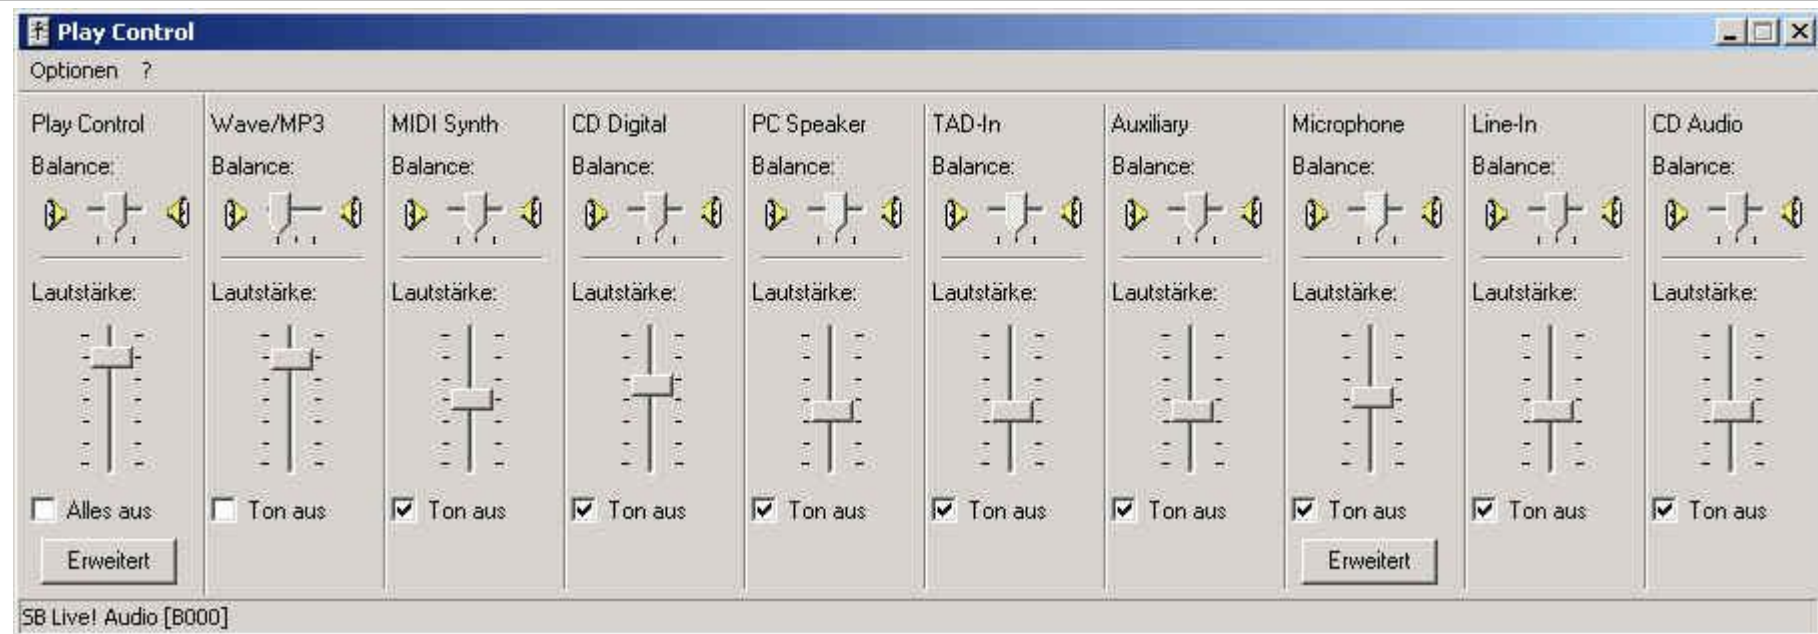 Play Control
Optionen ?
Play Control Wave/MP3 MIDI Synth CD Digital PC Speaker TAD-In Auxiliary Microphone Line-In CD Audio
Balance: Balance: Balance: Balance: Balance: Balance: Balance: Balance: Balance: Balance:
Lautstärke: Lautstärke: Lautstärke: Lautstärke: Lautstärke: Lautstärke: Lautstärke: Lautstärke: Lautstärke: Lautstärke:
Alles aus Ton aus Ton aus Ton aus Ton aus Ton aus Ton aus Ton aus Ton aus Ton aus
Erweitert Erweitert
SB Live! Audio [B000]